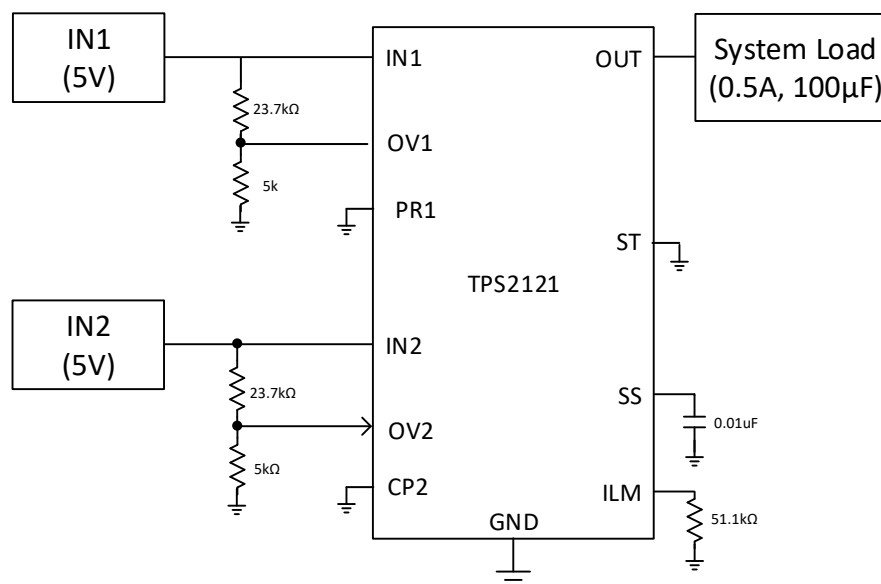 IN1
(5V)
23.7kΩ
5k
IN1
OV1
PR1
OUT
System Load
(0.5A, 100µF)
ST
TPS2121
IN2
(5V)
23.7kΩ
5kΩ
IN2
OV2
CP2
SS
0.01uF
ILM
51.1kΩ
GND